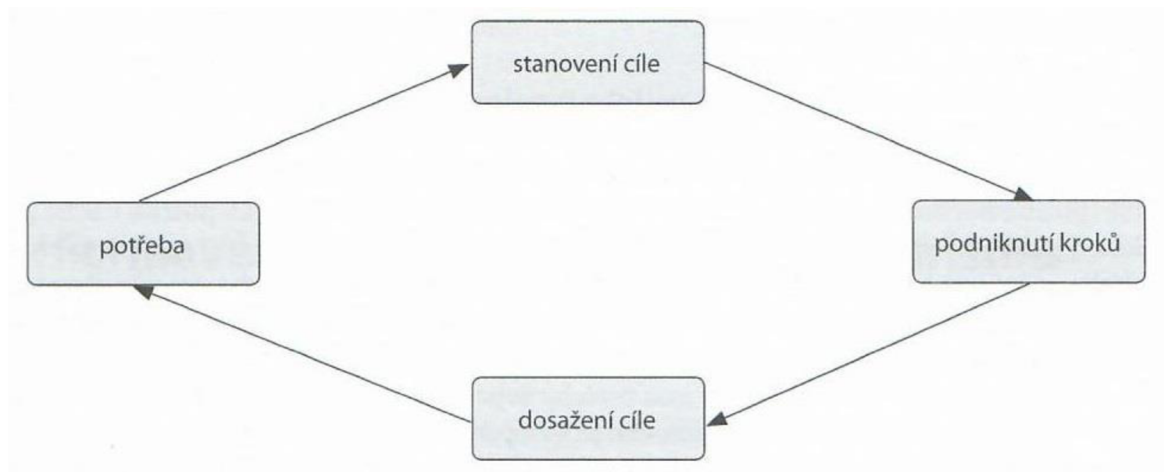 stanovení cíle
potřeba
podniknutí kroků
dosažení cíle